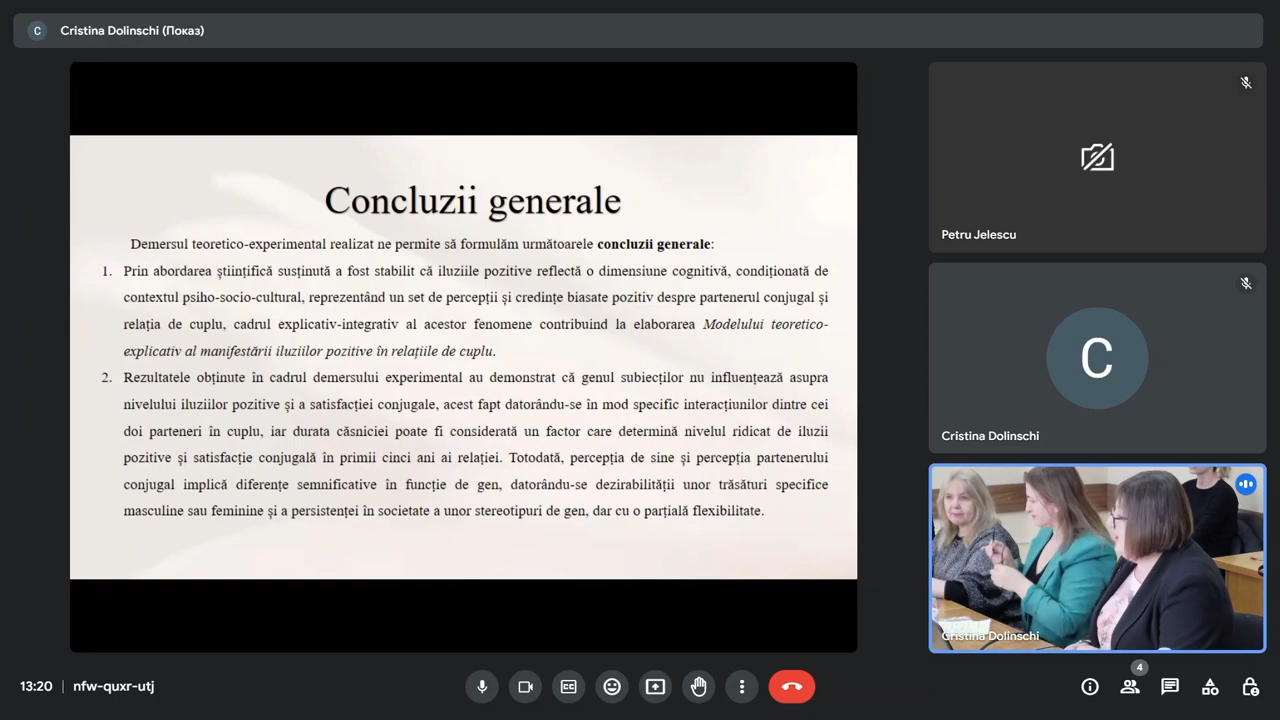 C Cristina Dolinschi (Показ)
Concluzii generale
Demersul teoretico-experimental realizat ne permite să formulăm următoarele concluzii generale:
1. Prin abordarea științifică susținută a fost stabilit că iluziile pozitive reflectă o dimensiune cognitivă, condiționată de
contextul psiho-socio-cultural, reprezentând un set de percepții și credințe biasate pozitiv despre partenerul conjugal și
relația de cuplu, cadrul explicativ-integrativ al acestor fenomene contribuind la elaborarea Modelului teoretico-
explicativ al manifestării iluziilor pozitive în relațiile de cuplu.
2. Rezultatele obținute în cadrul demersului experimental au demonstrat că genul subiecților nu influențează asupra
nivelului iluziilor pozitive și a satisfacției conjugale, acest fapt datorându-se în mod specific interacțiunilor dintre cei
doi parteneri în cuplu, iar durata căsniciei poate fi considerată un factor care determină nivelul ridicat de iluzii
pozitive și satisfacție conjugală în primii cinci ani ai relației. Totodată, percepția de sine și percepția partenerului
conjugal implică diferențe semnificative în funcție de gen, datorându-se dezirabilității unor trăsături specifice
masculine sau feminine și a persistenței în societate a unor stereotipuri de gen, dar cu o parțială flexibilitate.
Petru Jelescu
C
Cristina Dolinschi
Cristina Dolinschi
13:20 | nfw-quxr-utj
4